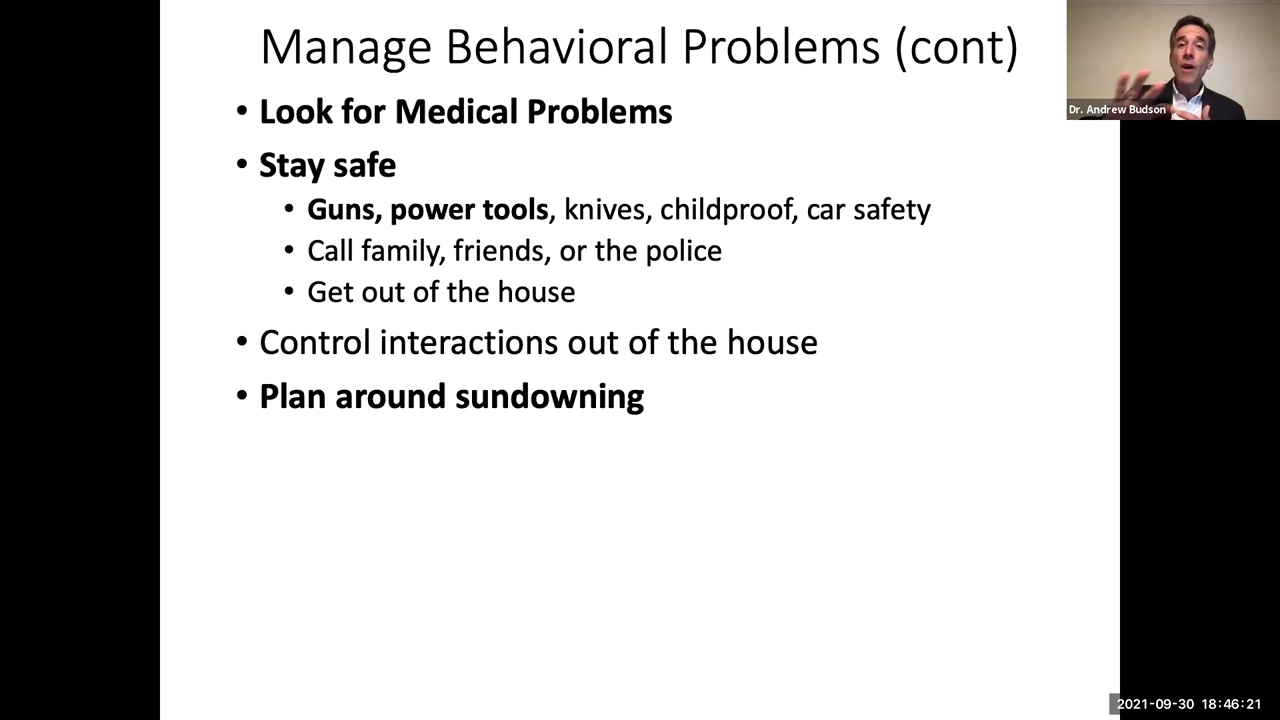 Manage Behavioral Problems (cont)
Dr. Andrew Budson
• Look for Medical Problems
• Stay safe
• Guns, power tools, knives, childproof, car safety
• Call family, friends, or the police
• Get out of the house
• Control interactions out of the house
• Plan around sundowning
2021-09-30 18:46:21